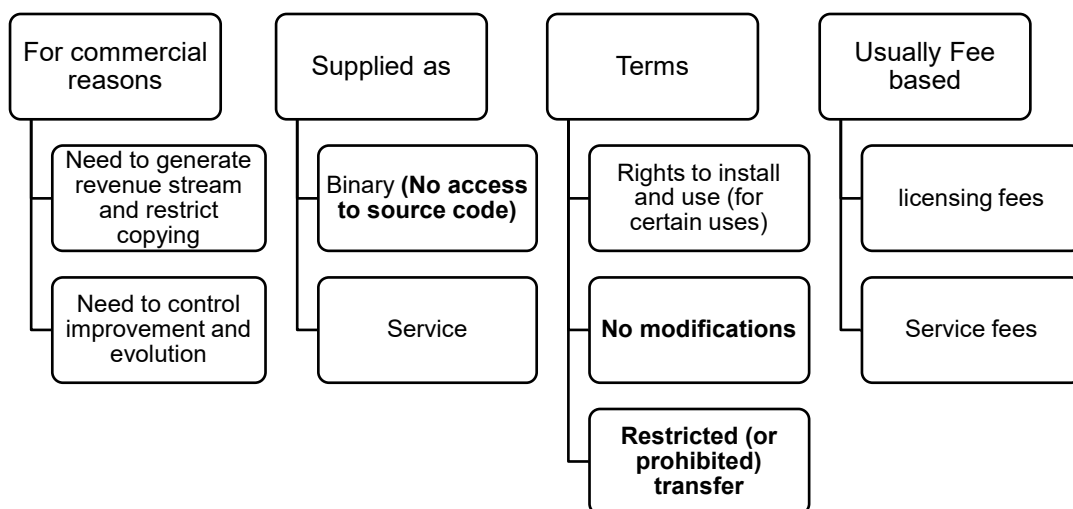 For commercial
reasons
Need to generate
revenue stream
and restrict
copying
Need to control
improvement and
evolution
Supplied as
Binary (No access
to source code)
Service
Terms
Rights to install
and use (for
certain uses)
No modifications
Restricted (or
prohibited)
transfer
Usually Fee
based
licensing fees
Service fees